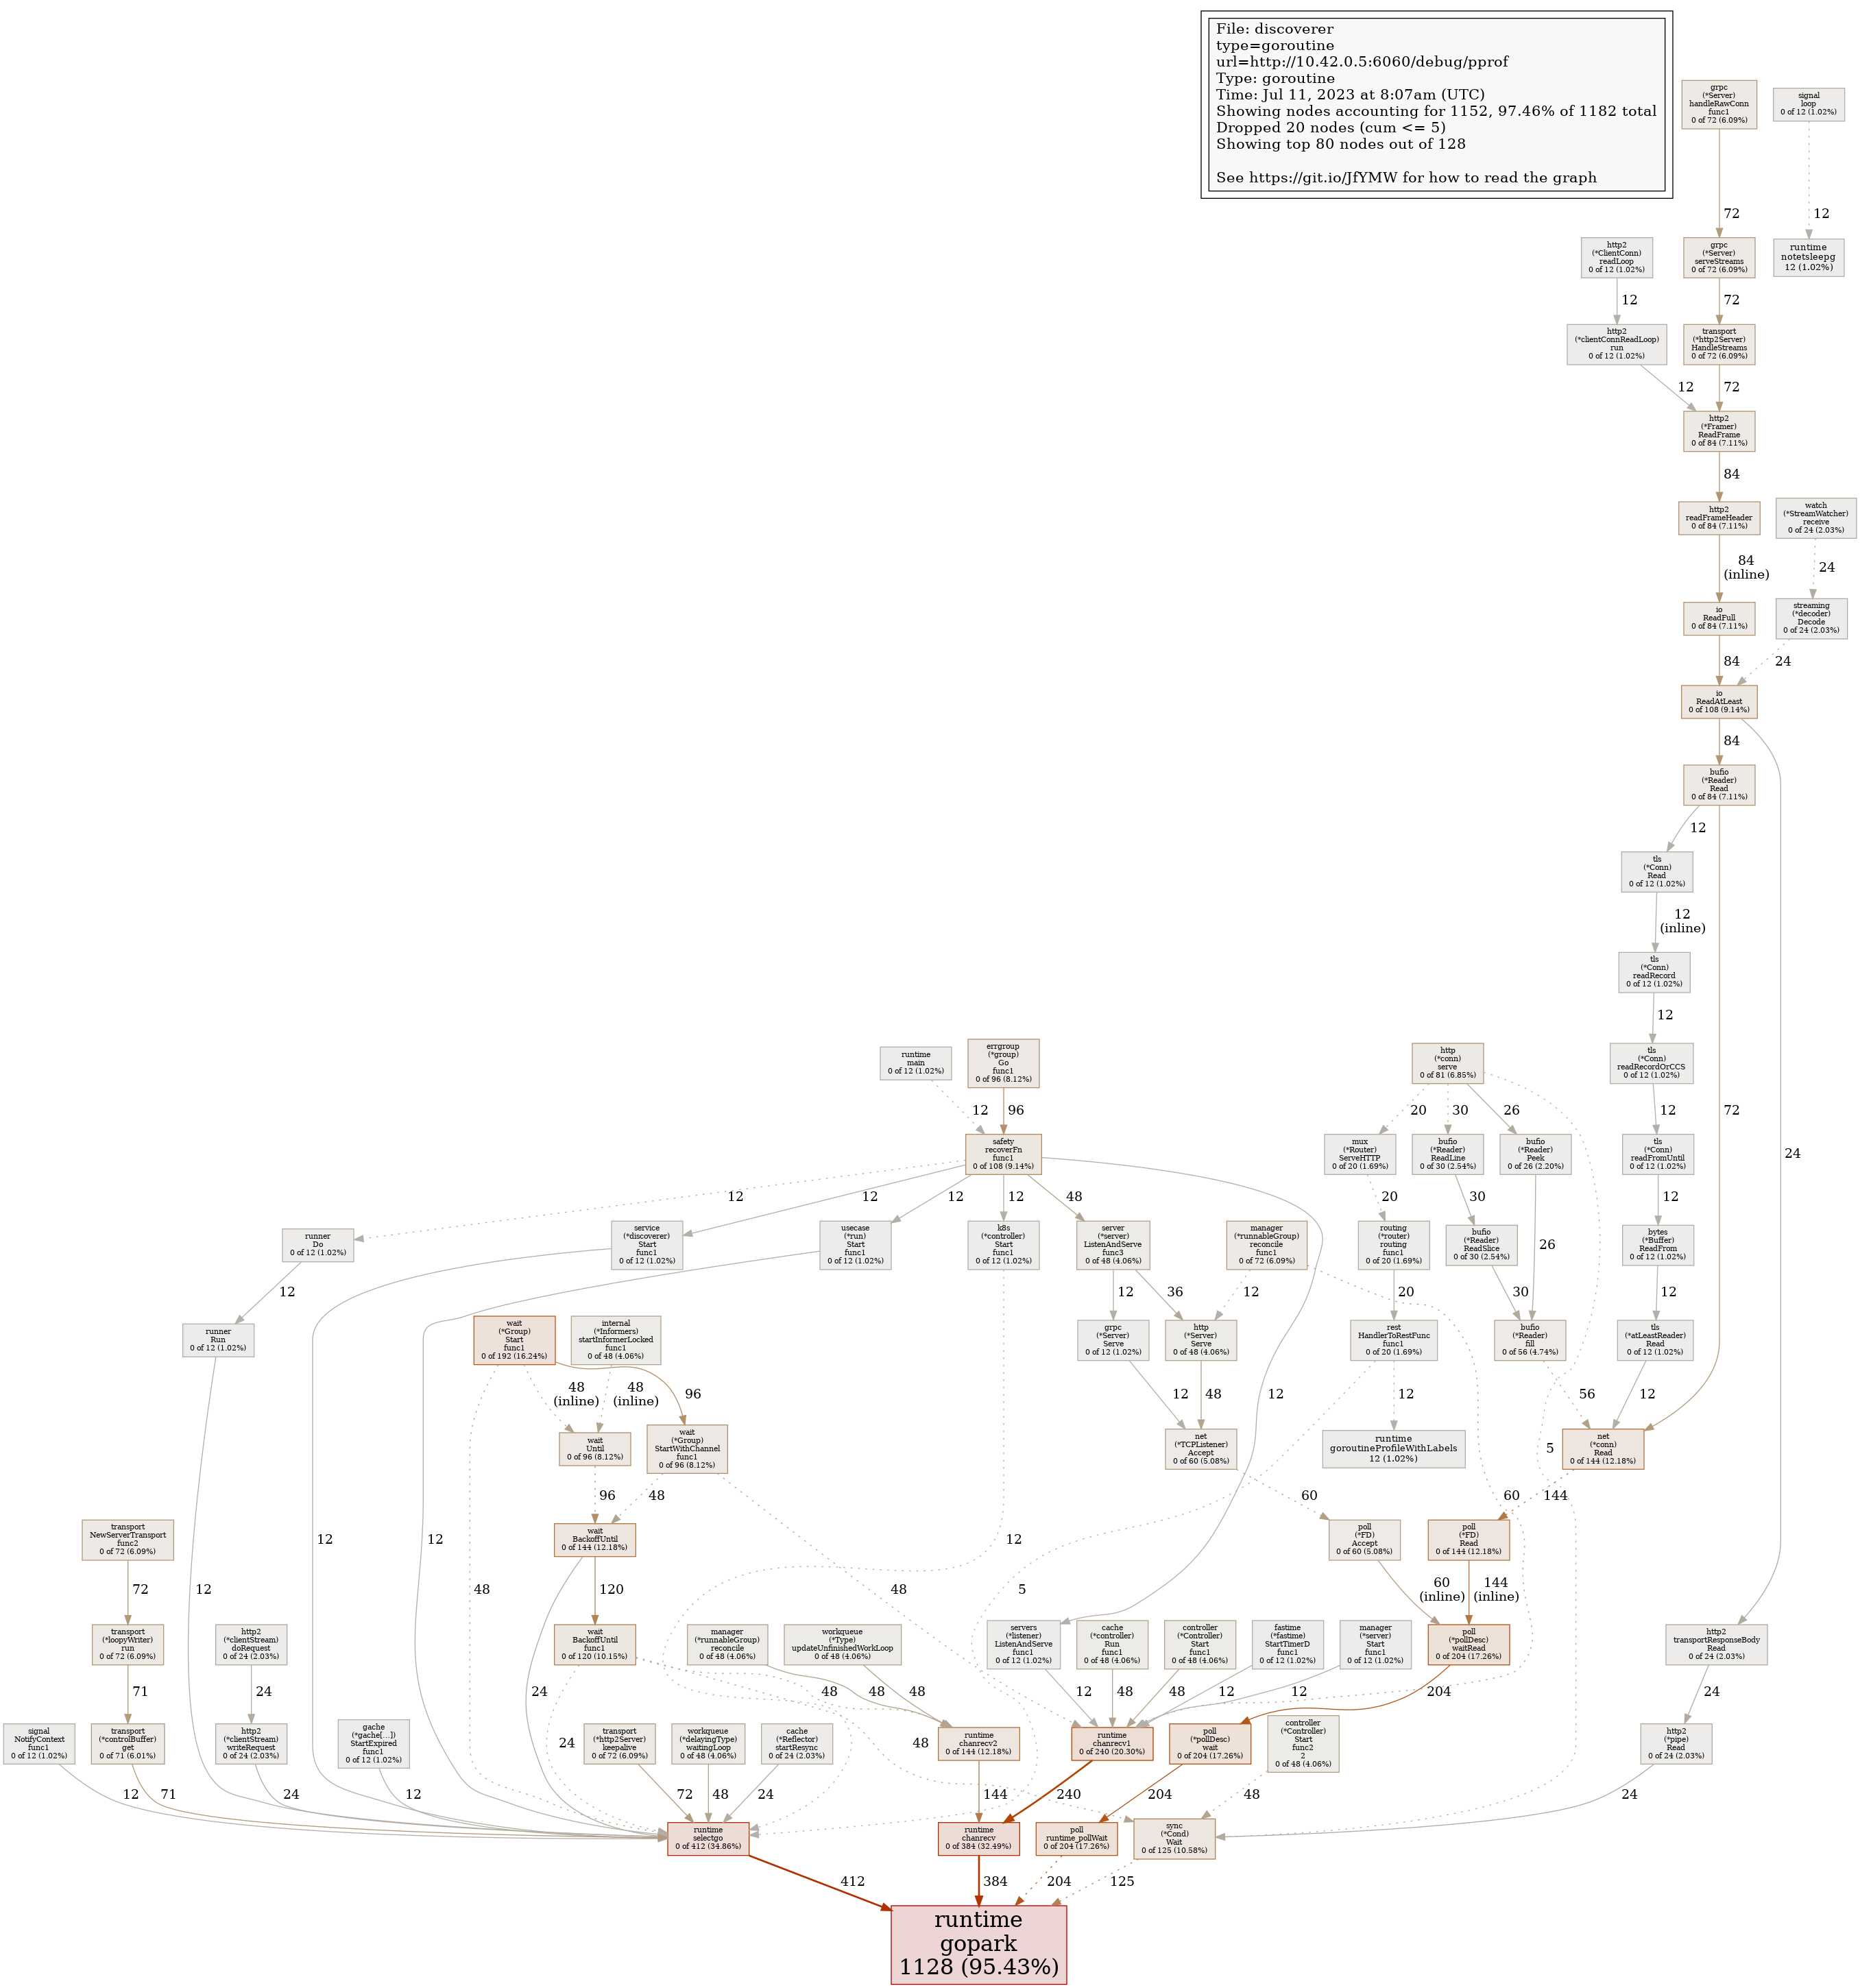 File: discoverer
type=goroutine
url=http://10.42.0.5:6060/debug/pprof
Type: goroutine
Time: Jul 11, 2023 at 8:07am (UTC)
Showing nodes accounting for 1152, 97.46% of 1182 total
Dropped 20 nodes (cum <= 5)
Showing top 80 nodes out of 128
See https://git.io/JfYMW for how to read the graph
grpc
(*Server)
handleRawConn
func1
0 of 72 (6.09%)
signal
loop
0 of 12 (1.02%)
72
12
http2
(*ClientConn)
readLoop
0 of 12 (1.02%)
grpc
(*Server)
serveStreams
0 of 72 (6.09%)
runtime
notetsleepg
12 (1.02%)
12
72
http2
(*clientConnReadLoop)
run
0 of 12 (1.02%)
transport
(*http2Server)
HandleStreams
0 of 72 (6.09%)
12
72
http2
(*Framer)
ReadFrame
0 of 84 (7.11%)
84
http2
readFrameHeader
0 of 84 (7.11%)
watch
(*StreamWatcher)
receive
0 of 24 (2.03%)
84
(inline)
24
io
ReadFull
0 of 84 (7.11%)
streaming
(*decoder)
Decode
0 of 24 (2.03%)
84
24
io
ReadAtLeast
0 of 108 (9.14%)
84
bufio
(*Reader)
Read
0 of 84 (7.11%)
12
tls
(*Conn)
Read
0 of 12 (1.02%)
12
(inline)
tls
(*Conn)
readRecord
0 of 12 (1.02%)
12
runtime
main
0 of 12 (1.02%)
errgroup
(*group)
Go
func1
0 of 96 (8.12%)
http
(*conn)
serve
0 of 81 (6.85%)
tls
(*Conn)
readRecordOrCCS
0 of 12 (1.02%)
12
96
20
30
26
12
72
safety
recoverFn
func1
0 of 108 (9.14%)
mux
(*Router)
ServeHTTP
0 of 20 (1.69%)
bufio
(*Reader)
ReadLine
0 of 30 (2.54%)
bufio
(*Reader)
Peek
0 of 26 (2.20%)
tls
(*Conn)
readFromUntil
0 of 12 (1.02%)
24
12
12
12
12
48
20
30
12
runner
Do
0 of 12 (1.02%)
service
(*discoverer)
Start
func1
0 of 12 (1.02%)
usecase
(*run)
Start
func1
0 of 12 (1.02%)
k8s
(*controller)
Start
func1
0 of 12 (1.02%)
server
(*server)
ListenAndServe
func3
0 of 48 (4.06%)
manager
(*runnableGroup)
reconcile
func1
0 of 72 (6.09%)
routing
(*router)
routing
func1
0 of 20 (1.69%)
bufio
(*Reader)
ReadSlice
0 of 30 (2.54%)
26
bytes
(*Buffer)
ReadFrom
0 of 12 (1.02%)
12
12
36
12
20
30
12
runner
Run
0 of 12 (1.02%)
wait
(*Group)
Start
func1
0 of 192 (16.24%)
internal
(*Informers)
startInformerLocked
func1
0 of 48 (4.06%)
grpc
(*Server)
Serve
0 of 12 (1.02%)
http
(*Server)
Serve
0 of 48 (4.06%)
rest
HandlerToRestFunc
func1
0 of 20 (1.69%)
bufio
(*Reader)
fill
0 of 56 (4.74%)
tls
(*atLeastReader)
Read
0 of 12 (1.02%)
48
(inline)
48
(inline)
96
12
48
12
12
56
12
wait
Until
0 of 96 (8.12%)
wait
(*Group)
StartWithChannel
func1
0 of 96 (8.12%)
net
(*TCPListener)
Accept
0 of 60 (5.08%)
runtime
goroutineProfileWithLabels
12 (1.02%)
5
net
(*conn)
Read
0 of 144 (12.18%)
96
48
60
60
144
transport
NewServerTransport
func2
0 of 72 (6.09%)
12
12
wait
BackoffUntil
0 of 144 (12.18%)
12
poll
(*FD)
Accept
0 of 60 (5.08%)
poll
(*FD)
Read
0 of 144 (12.18%)
72
12
48
120
48
5
60
(inline)
144
(inline)
transport
(*loopyWriter)
run
0 of 72 (6.09%)
http2
(*clientStream)
doRequest
0 of 24 (2.03%)
wait
BackoffUntil
func1
0 of 120 (10.15%)
manager
(*runnableGroup)
reconcile
0 of 48 (4.06%)
workqueue
(*Type)
updateUnfinishedWorkLoop
0 of 48 (4.06%)
servers
(*listener)
ListenAndServe
func1
0 of 12 (1.02%)
cache
(*controller)
Run
func1
0 of 48 (4.06%)
controller
(*Controller)
Start
func1
0 of 48 (4.06%)
fastime
(*fastime)
StartTimerD
func1
0 of 12 (1.02%)
manager
(*server)
Start
func1
0 of 12 (1.02%)
poll
(*pollDesc)
waitRead
0 of 204 (17.26%)
http2
transportResponseBody
Read
0 of 24 (2.03%)
71
24
24
48
48
48
12
48
48
12
12
204
24
signal
NotifyContext
func1
0 of 12 (1.02%)
transport
(*controlBuffer)
get
0 of 71 (6.01%)
http2
(*clientStream)
writeRequest
0 of 24 (2.03%)
gache
(*gache[...])
StartExpired
func1
0 of 12 (1.02%)
24
transport
(*http2Server)
keepalive
0 of 72 (6.09%)
workqueue
(*delayingType)
waitingLoop
0 of 48 (4.06%)
cache
(*Reflector)
startResync
0 of 24 (2.03%)
48
runtime
chanrecv2
0 of 144 (12.18%)
runtime
chanrecv1
0 of 240 (20.30%)
poll
(*pollDesc)
wait
0 of 204 (17.26%)
controller
(*Controller)
Start
func2
2
0 of 48 (4.06%)
http2
(*pipe)
Read
0 of 24 (2.03%)
12
71
24
12
72
48
24
144
240
204
48
24
runtime
selectgo
0 of 412 (34.86%)
runtime
chanrecv
0 of 384 (32.49%)
poll
runtime_pollWait
0 of 204 (17.26%)
sync
(*Cond)
Wait
0 of 125 (10.58%)
412
384
204
125
runtime
gopark
1128 (95.43%)